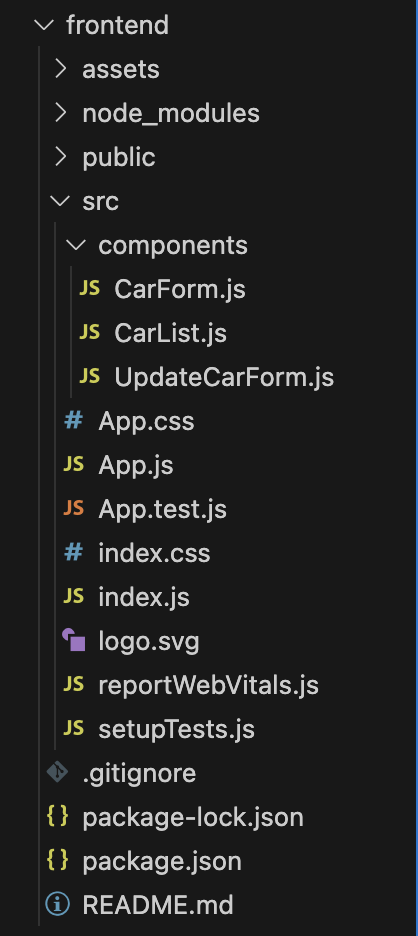 frontend
assets
node_modules
public
src
components
JS CarForm.js
JS CarList.js
JS UpdateCarForm.js
# App.css
JS App.js
JS App.test.js
# index.css
JS index.js
logo.svg
JS reportWebVitals.js
JS setupTests.js
.gitignore
{} package-lock.json
{} package.json
README.md